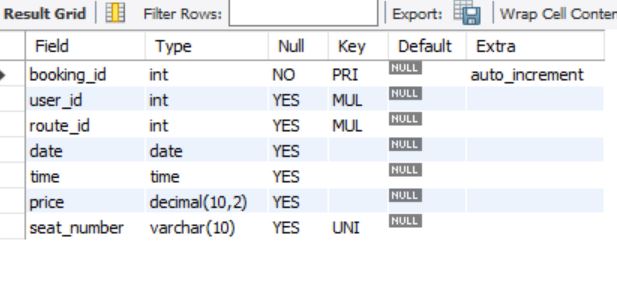 Result Grid Filter Rows: Export: Wrap Cell Conten
Field Type Null Key Default Extra
booking_id int NO PRI NULL auto_increment
user_id int YES MUL NULL
route_id int YES MUL NULL
date date YES NULL
time time YES NULL
price decimal(10,2) YES NULL
seat_number varchar(10) YES UNI NULL